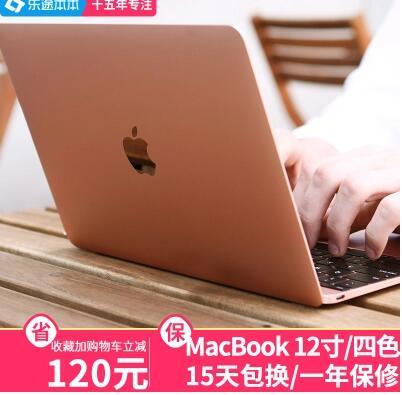 乐途本本 十五年专注
省
收藏加购物车立减
120元
保
MacBook 12寸/四色
15天包换/一年保修